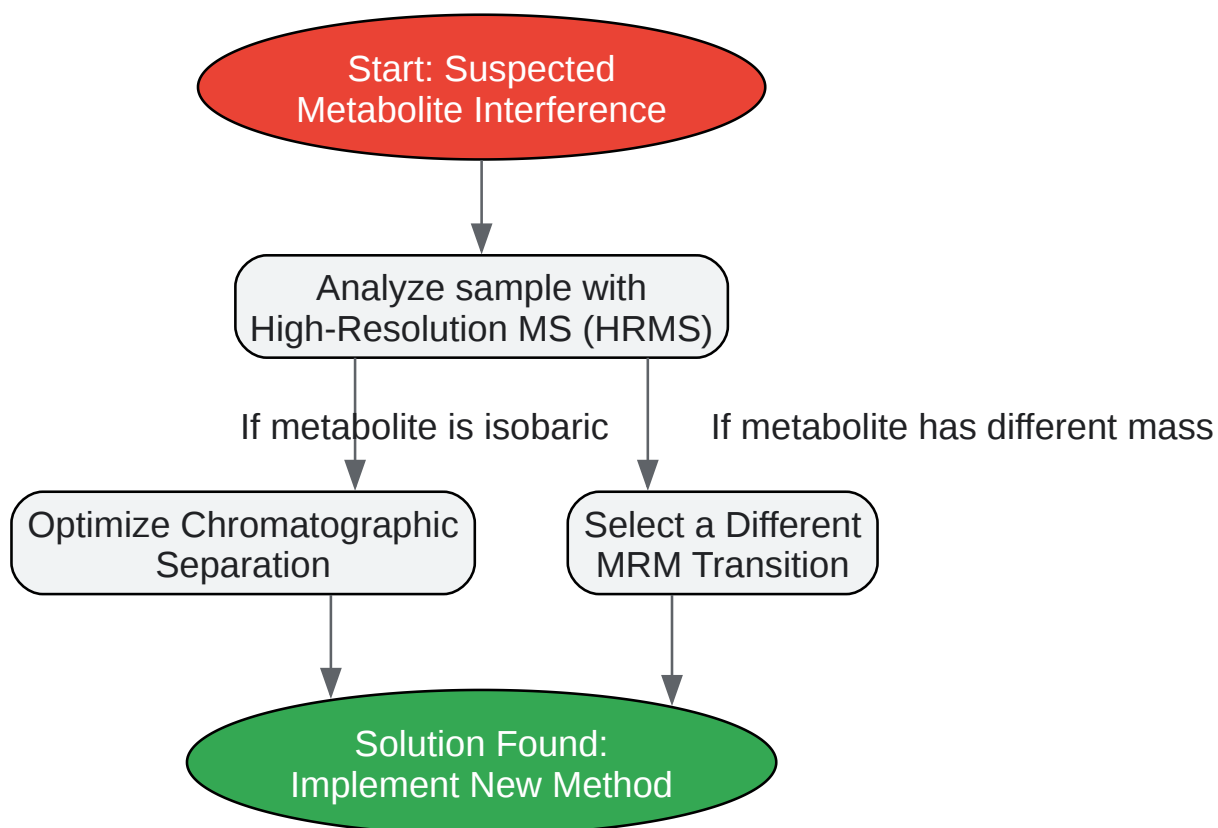 Start: Suspected
Metabolite Interference
Analyze sample with
High-Resolution MS (HRMS)
If metabolite is isobaric
If metabolite has different mass
Optimize Chromatographic
Separation
Select a Different
MRM Transition
Solution Found:
Implement New Method